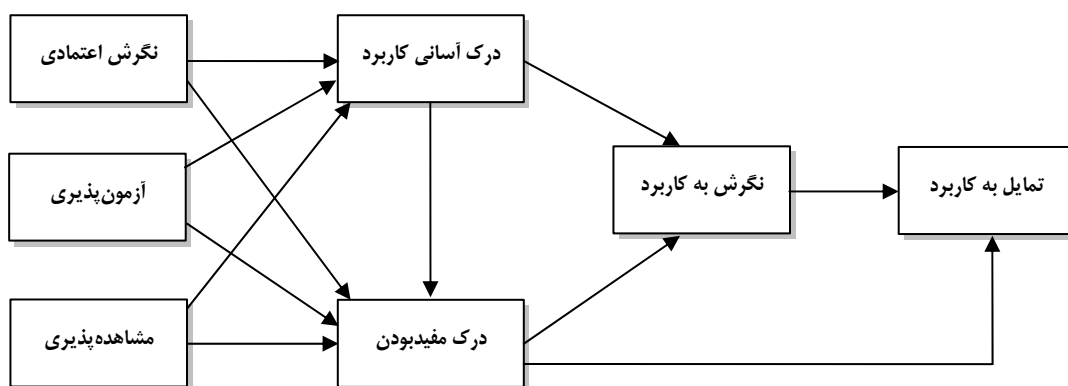 نگرش اعتمادی
درک آسانی کاربرد
آزمون‌پذیری
نگرش به کاربرد
تمایل به کاربرد
مشاهده‌پذیری
درک مفیدبودن